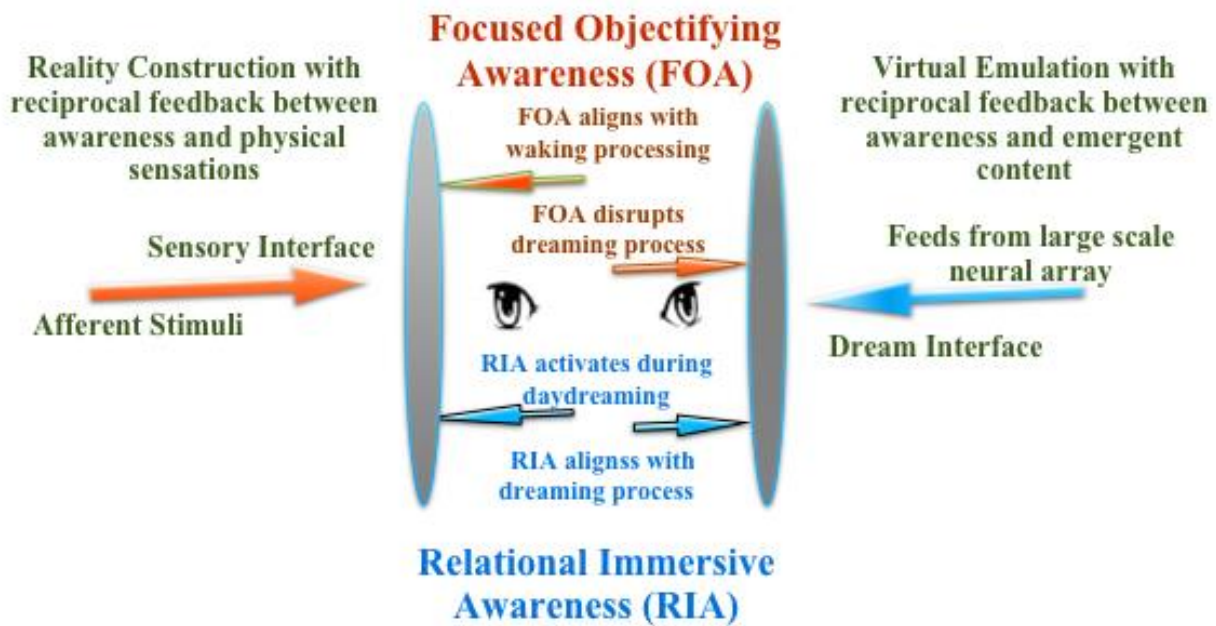 Focused Objectifying
Awareness (FOA)
Reality Construction with
reciprocal feedback between
awareness and physical
sensations
Sensory Interface
Afferent Stimuli
FOA aligns with
waking processing
FOA disrupts
dreaming process
RIA activates during
daydreaming
RIA alignss with
dreaming process
Virtual Emulation with
reciprocal feedback between
awareness and emergent
content
Feeds from large scale
neural array
Dream Interface
Relational Immersive
Awareness (RIA)